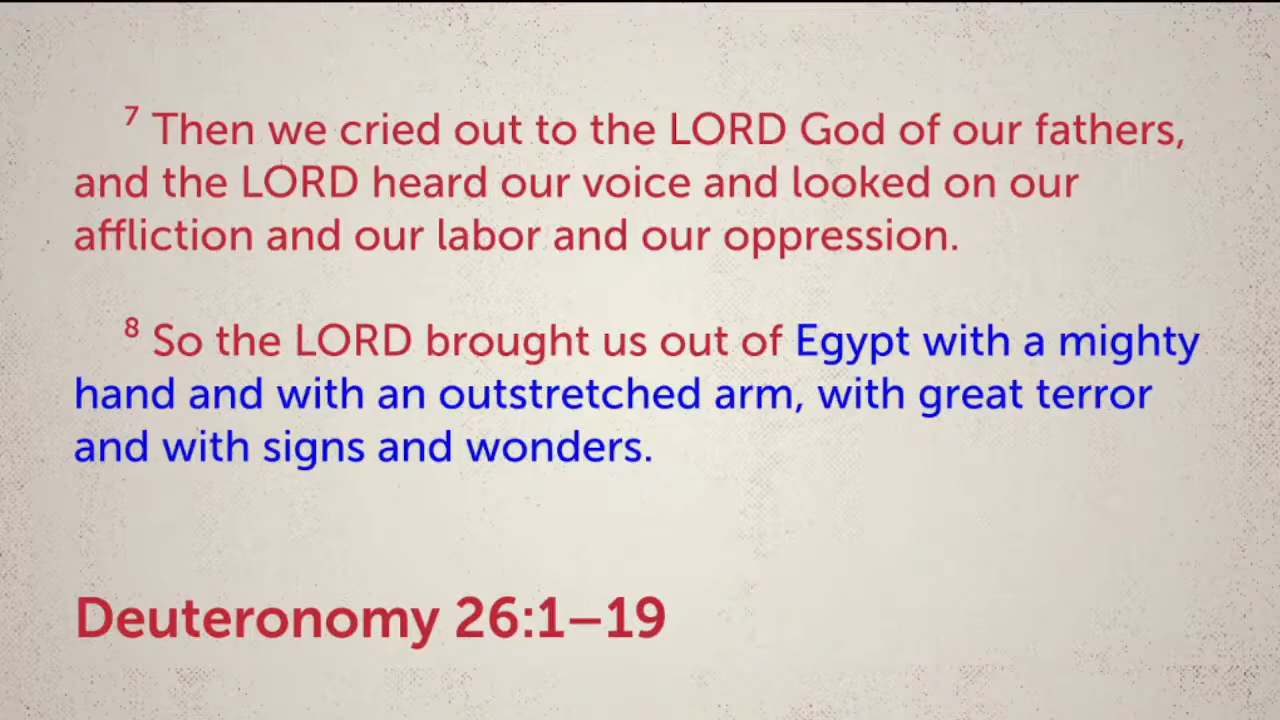 7 Then we cried out to the LORD God of our fathers,
and the LORD heard our voice and looked on our
affliction and our labor and our oppression.
8 So the LORD brought us out of Egypt with a mighty
hand and with an outstretched arm, with great terror
and with signs and wonders.
Deuteronomy 26:1–19